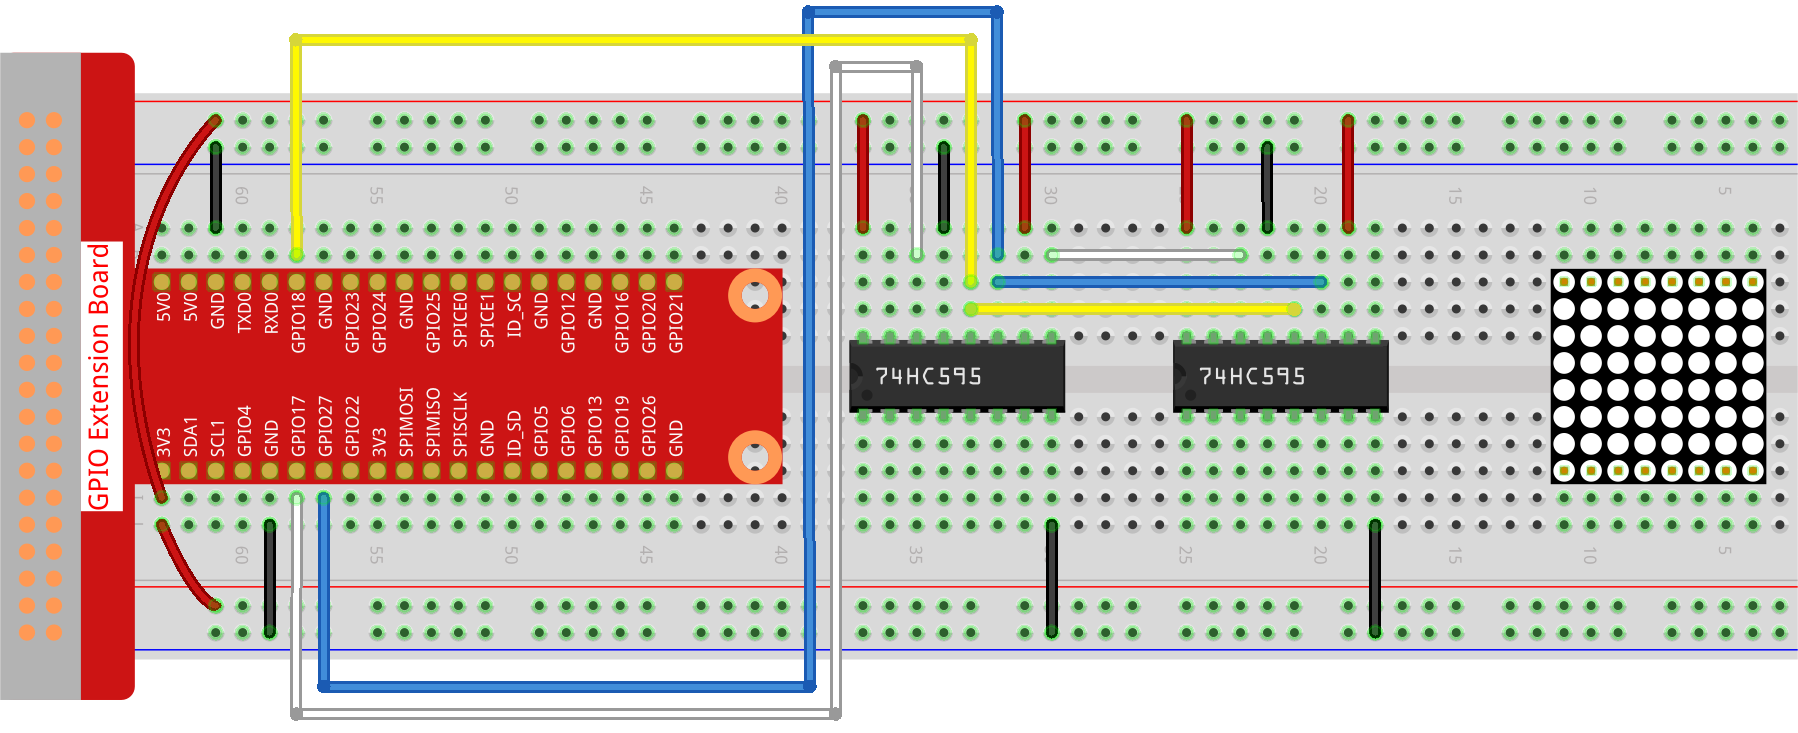 60 55 50 45 40 35 30 25 20 15 10 5
GPIO Extension Board
5V0
5V0
GND
TXD0
RXD0
GPIO18
GND
GPIO23
GPIO24
GND
GPIO25
SPICE0
SPICE1
ID_SC
GND
GPIO12
GND
GPIO16
GPIO20
GPIO21
3V3
SDA1
SCL1
GPIO4
GND
GPIO17
GPIO27
GPIO22
3V3
SPIMOSI
SPIMISO
SPISCLK
GND
ID_SD
GPIO5
GPIO6
GPIO13
GPIO19
GPIO26
GND
74HC595
74HC595
60 55 50 45 40 35 25 20 15 10 5